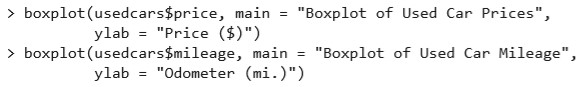 > boxplot(usedcars$price, main = "Boxplot of Used Car Prices",
          ylab = "Price ($)")
> boxplot(usedcars$mileage, main = "Boxplot of Used Car Mileage",
          ylab = "Odometer (mi.)")